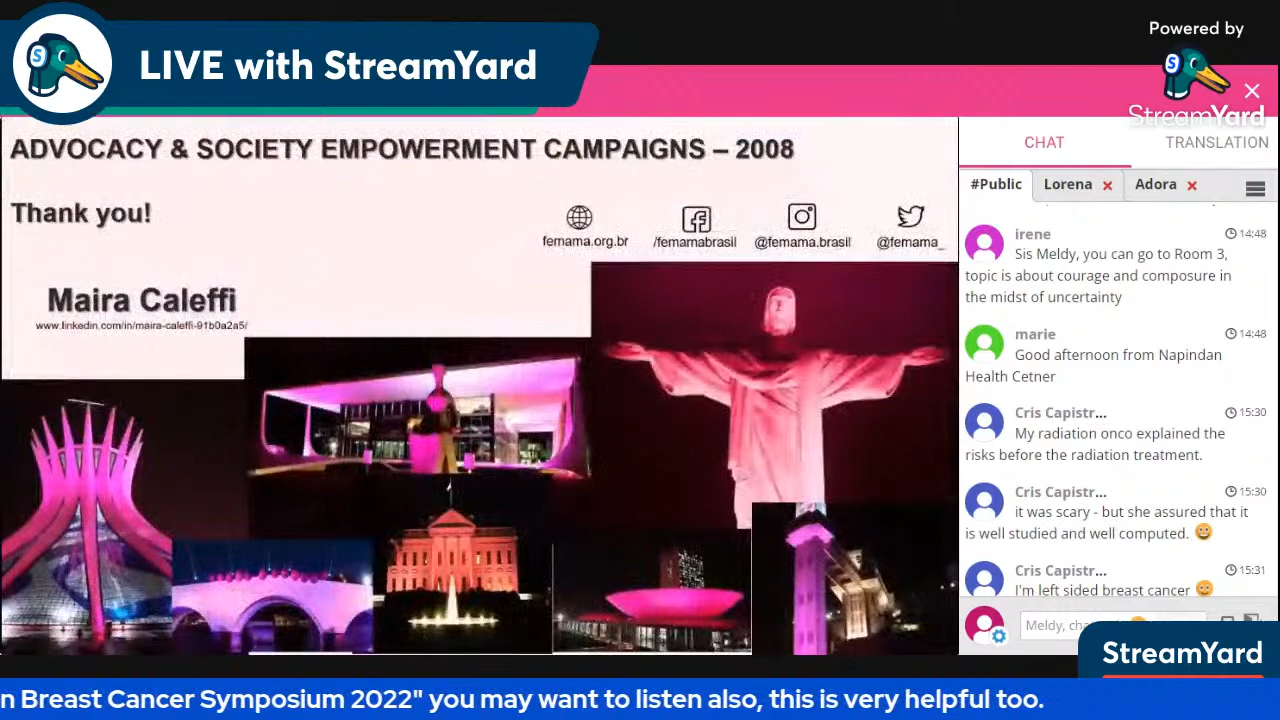 LIVE with StreamYard
Powered by
StreamYard
ADVOCACY & SOCIETY EMPOWERMENT CAMPAIGNS – 2008
Thank you!
femama.org.br
/femamabrasil
@femama.brasil
@femama_
Maira Caleffi
www.linkedin.com/in/maira-caleffi-91b0a2a5/
CHAT
TRANSLATION
#Public
Lorena
Adora
irene 14:48
Sis Meldy, you can go to Room 3,
topic is about courage and composure in
the midst of uncertainty
marie 14:48
Good afternoon from Napindan
Health Cetner
Cris Capistr... 15:30
My radiation onco explained the
risks before the radiation treatment.
Cris Capistr... 15:30
it was scary - but she assured that it
is well studied and well computed. 😀
Cris Capistr... 15:31
I'm left sided breast cancer 😀
Meldy,
StreamYard
n Breast Cancer Symposium 2022" you may want to listen also, this is very helpful too.